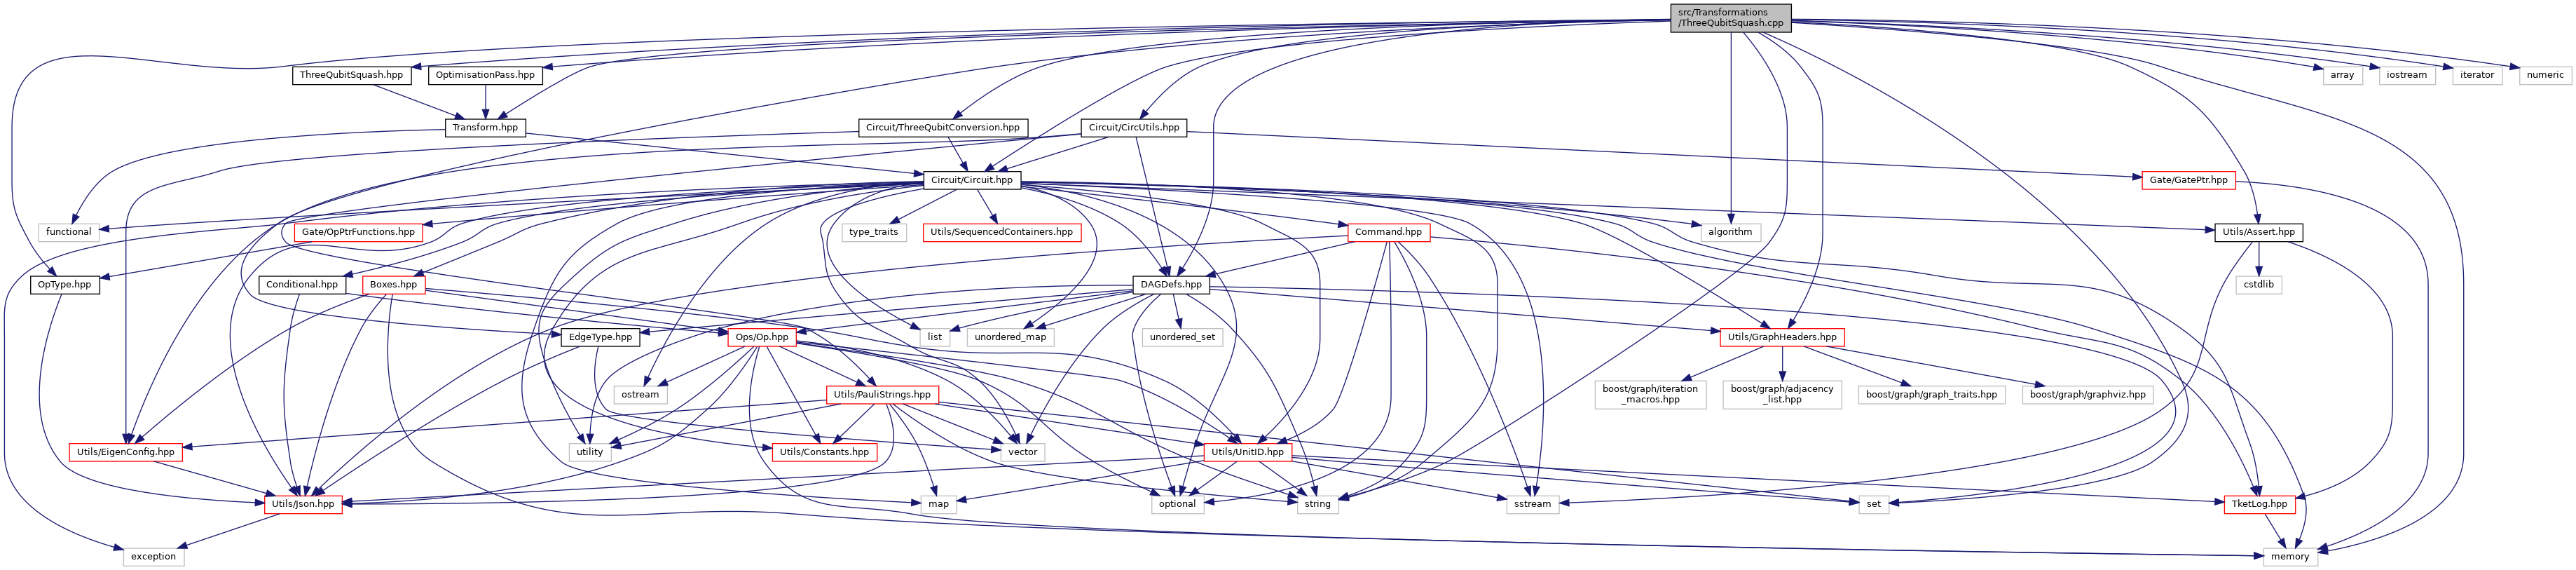 src/Transformations
/ThreeQubitSquash.cpp
ThreeQubitSquash.hpp
OptimisationPass.hpp
array
iostream
iterator
numeric
Transform.hpp
Circuit/ThreeQubitConversion.hpp
Circuit/CircUtils.hpp
Circuit/Circuit.hpp
Gate/GatePtr.hpp
functional
Gate/OpPtrFunctions.hpp
type_traits
Utils/SequencedContainers.hpp
Command.hpp
algorithm
Utils/Assert.hpp
OpType.hpp
Conditional.hpp
Boxes.hpp
DAGDefs.hpp
cstdlib
EdgeType.hpp
Ops/Op.hpp
list
unordered_map
unordered_set
Utils/GraphHeaders.hpp
ostream
Utils/PauliStrings.hpp
boost/graph/iteration
_macros.hpp
boost/graph/adjacency
_list.hpp
boost/graph/graph_traits.hpp
boost/graph/graphviz.hpp
Utils/EigenConfig.hpp
utility
Utils/Constants.hpp
vector
Utils/UnitID.hpp
Utils/Json.hpp
map
optional
string
sstream
set
TketLog.hpp
exception
memory